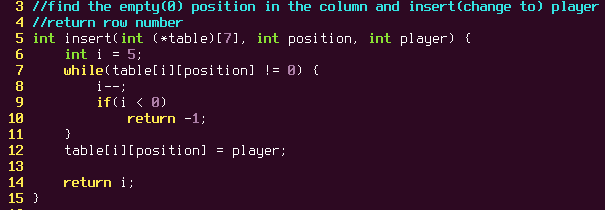 3 //find the empty(0) position in the column and insert(change to) player
4 //return row number
5 int insert(int (*table)[7], int position, int player) {
6     int i = 5;
7     while(table[i][position] != 0) {
8         i--;
9         if(i < 0)
10             return -1;
11     }
12     table[i][position] = player;
13
14     return i;
15 }